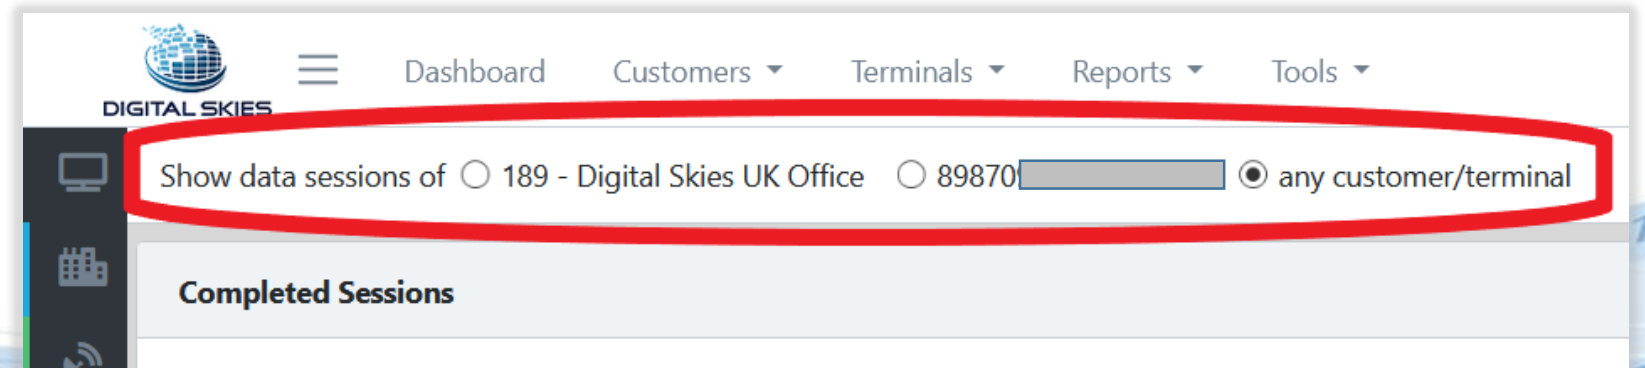 DIGITAL SKIES
Dashboard Customers Terminals Reports Tools
Show data sessions of 189 - Digital Skies UK Office 89870 any customer/terminal
Completed Sessions